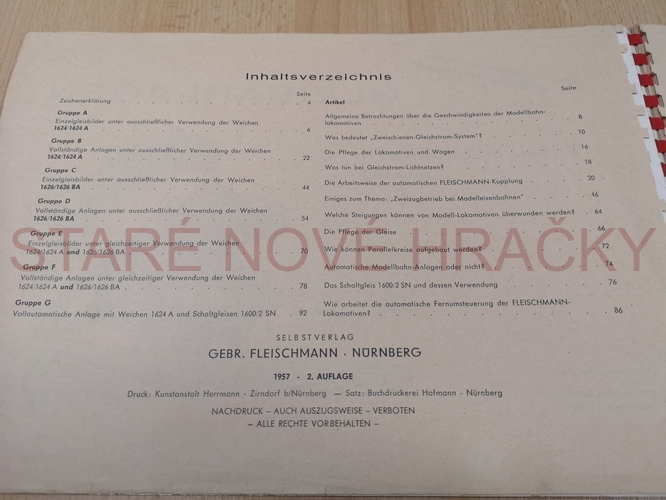 Inhaltsverzeichnis
Seite
Zeichenerklärung . . . . . . . . . . . . . . . 4
Gruppe A
Einzelgleisbilder unter ausschließlicher Verwendung der Weichen
1624/1624 A . . . . . . . . . . . . . . . 6
Gruppe B
Vollständige Anlagen unter ausschließlicher Verwendung der Weichen
1624/1624 A . . . . . . . . . . . . . . . 22
Gruppe C
Einzelgleisbilder unter ausschließlicher Verwendung der Weichen
1626/1626 BA . . . . . . . . . . . . . . . 44
Gruppe D
Vollständige Anlagen unter ausschließlicher Verwendung der Weichen
1626/1626 BA . . . . . . . . . . . . . . . 54
Gruppe E
Einzelgleisbilder unter gleichzeitiger Verwendung der Weichen
1624/1624 A und 1626/1626 BA . . . . . . . . . 70
Gruppe F
Vollständige Anlagen unter gleichzeitiger Verwendung der Weichen
1624/1624 A und 1626/1626 BA . . . . . . . . . 78
Gruppe G
Vollautomatische Anlage mit Weichen 1624 A und Schaltgleisen 1600/2 SN . 92
Seite
Artikel
Allgemeine Betrachtungen über die Geschwindigkeiten der Modellbahn-
lokomotiven . . . . . . . . . . . . . . . 8
Was bedeutet „Zweischienen-Gleichstrom-System"? . . . . . 10
Die Pflege der Lokomotiven und Wagen . . . . . . . . 16
Was tun bei Gleichstrom-Lichtnetzen? . . . . . . . . 18
Die Arbeitsweise der automatischen FLEISCHMANN-Kupplung . . . 20
Einiges zum Thema: „Zweizugbetrieb bei Modelleisenbahnen" . . . 46
Welche Steigungen können von Modell-Lokomotiven überwunden werden? . 64
Die Pflege der Gleise . . . . . . . . . . . . 66
Wie können Parallelkreise aufgebaut werden? . . . . . . 72
Automatische Modellbahn-Anlagen oder nicht? . . . . . . 74
Das Schaltgleis 1600/2 SN und dessen Verwendung . . . . . 76
Wie arbeitet die automatische Fernumsteuerung der FLEISCHMANN-
Lokomotiven? . . . . . . . . . . . . . . . 86
STARÉ NOVÉ HRAČKY
SELBSTVERLAG
GEBR. FLEISCHMANN · NÜRNBERG
1957 - 2. AUFLAGE
Druck: Kunstanstalt Herrmann - Zirndorf b/Nürnberg — Satz: Buchdruckerei Hofmann - Nürnberg
NACHDRUCK – AUCH AUSZUGSWEISE – VERBOTEN
– ALLE RECHTE VORBEHALTEN –